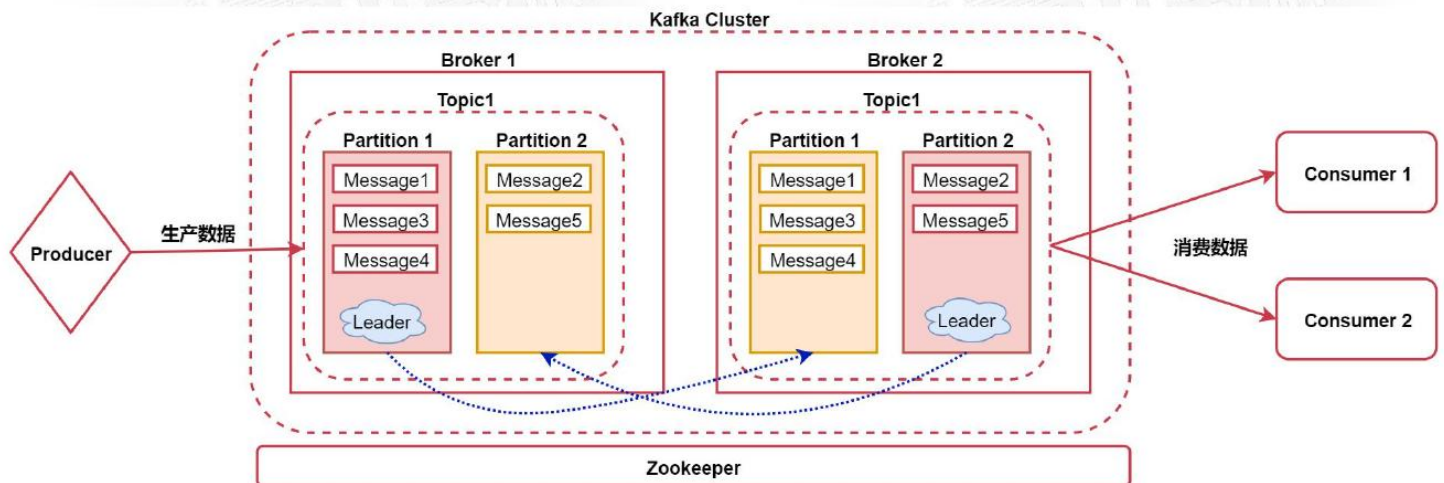 Kafka Cluster
Broker 1
Broker 2
Topic1
Topic1
Partition 1
Partition 2
Partition 1
Partition 2
Message1
Message2
Message1
Message2
Message3
Message5
Message3
Message5
Message4
Message4
Producer
生产数据
Leader
Leader
Consumer 1
消费数据
Consumer 2
Zookeeper